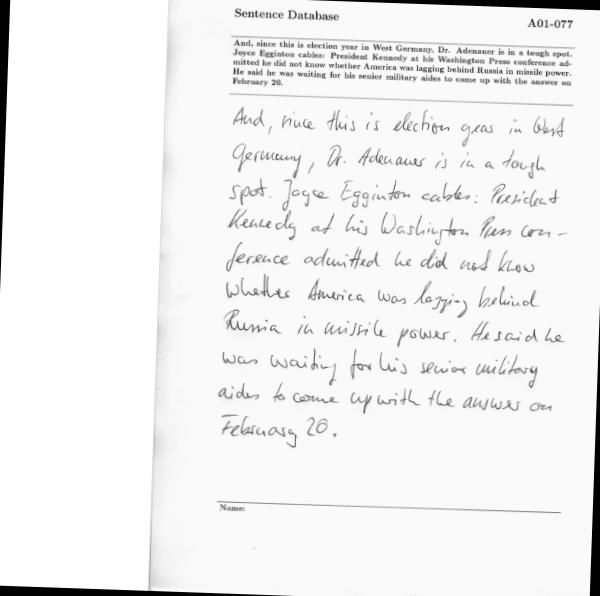 Sentence Database
A01-077
And, since this is election year in West Germany, Dr. Adenauer is in a tough spot.
Joyce Egginton cables: President Kennedy at his Washington Press conference ad-
mitted he did not know whether America was lagging behind Russia in missile power.
He said he was waiting for his senior military aides to come up with the answer on
February 20.
And, since this is election year in West
Germany, Dr. Adenauer is in a tough
spot. Joyce Egginton cables: President
Kennedy at his Washington Press con-
ference admitted he did not know
whether America was lagging behind
Russia in missile power. He said he
was waiting for his senior military
aides to come up with the answer on
February 20.
Name: